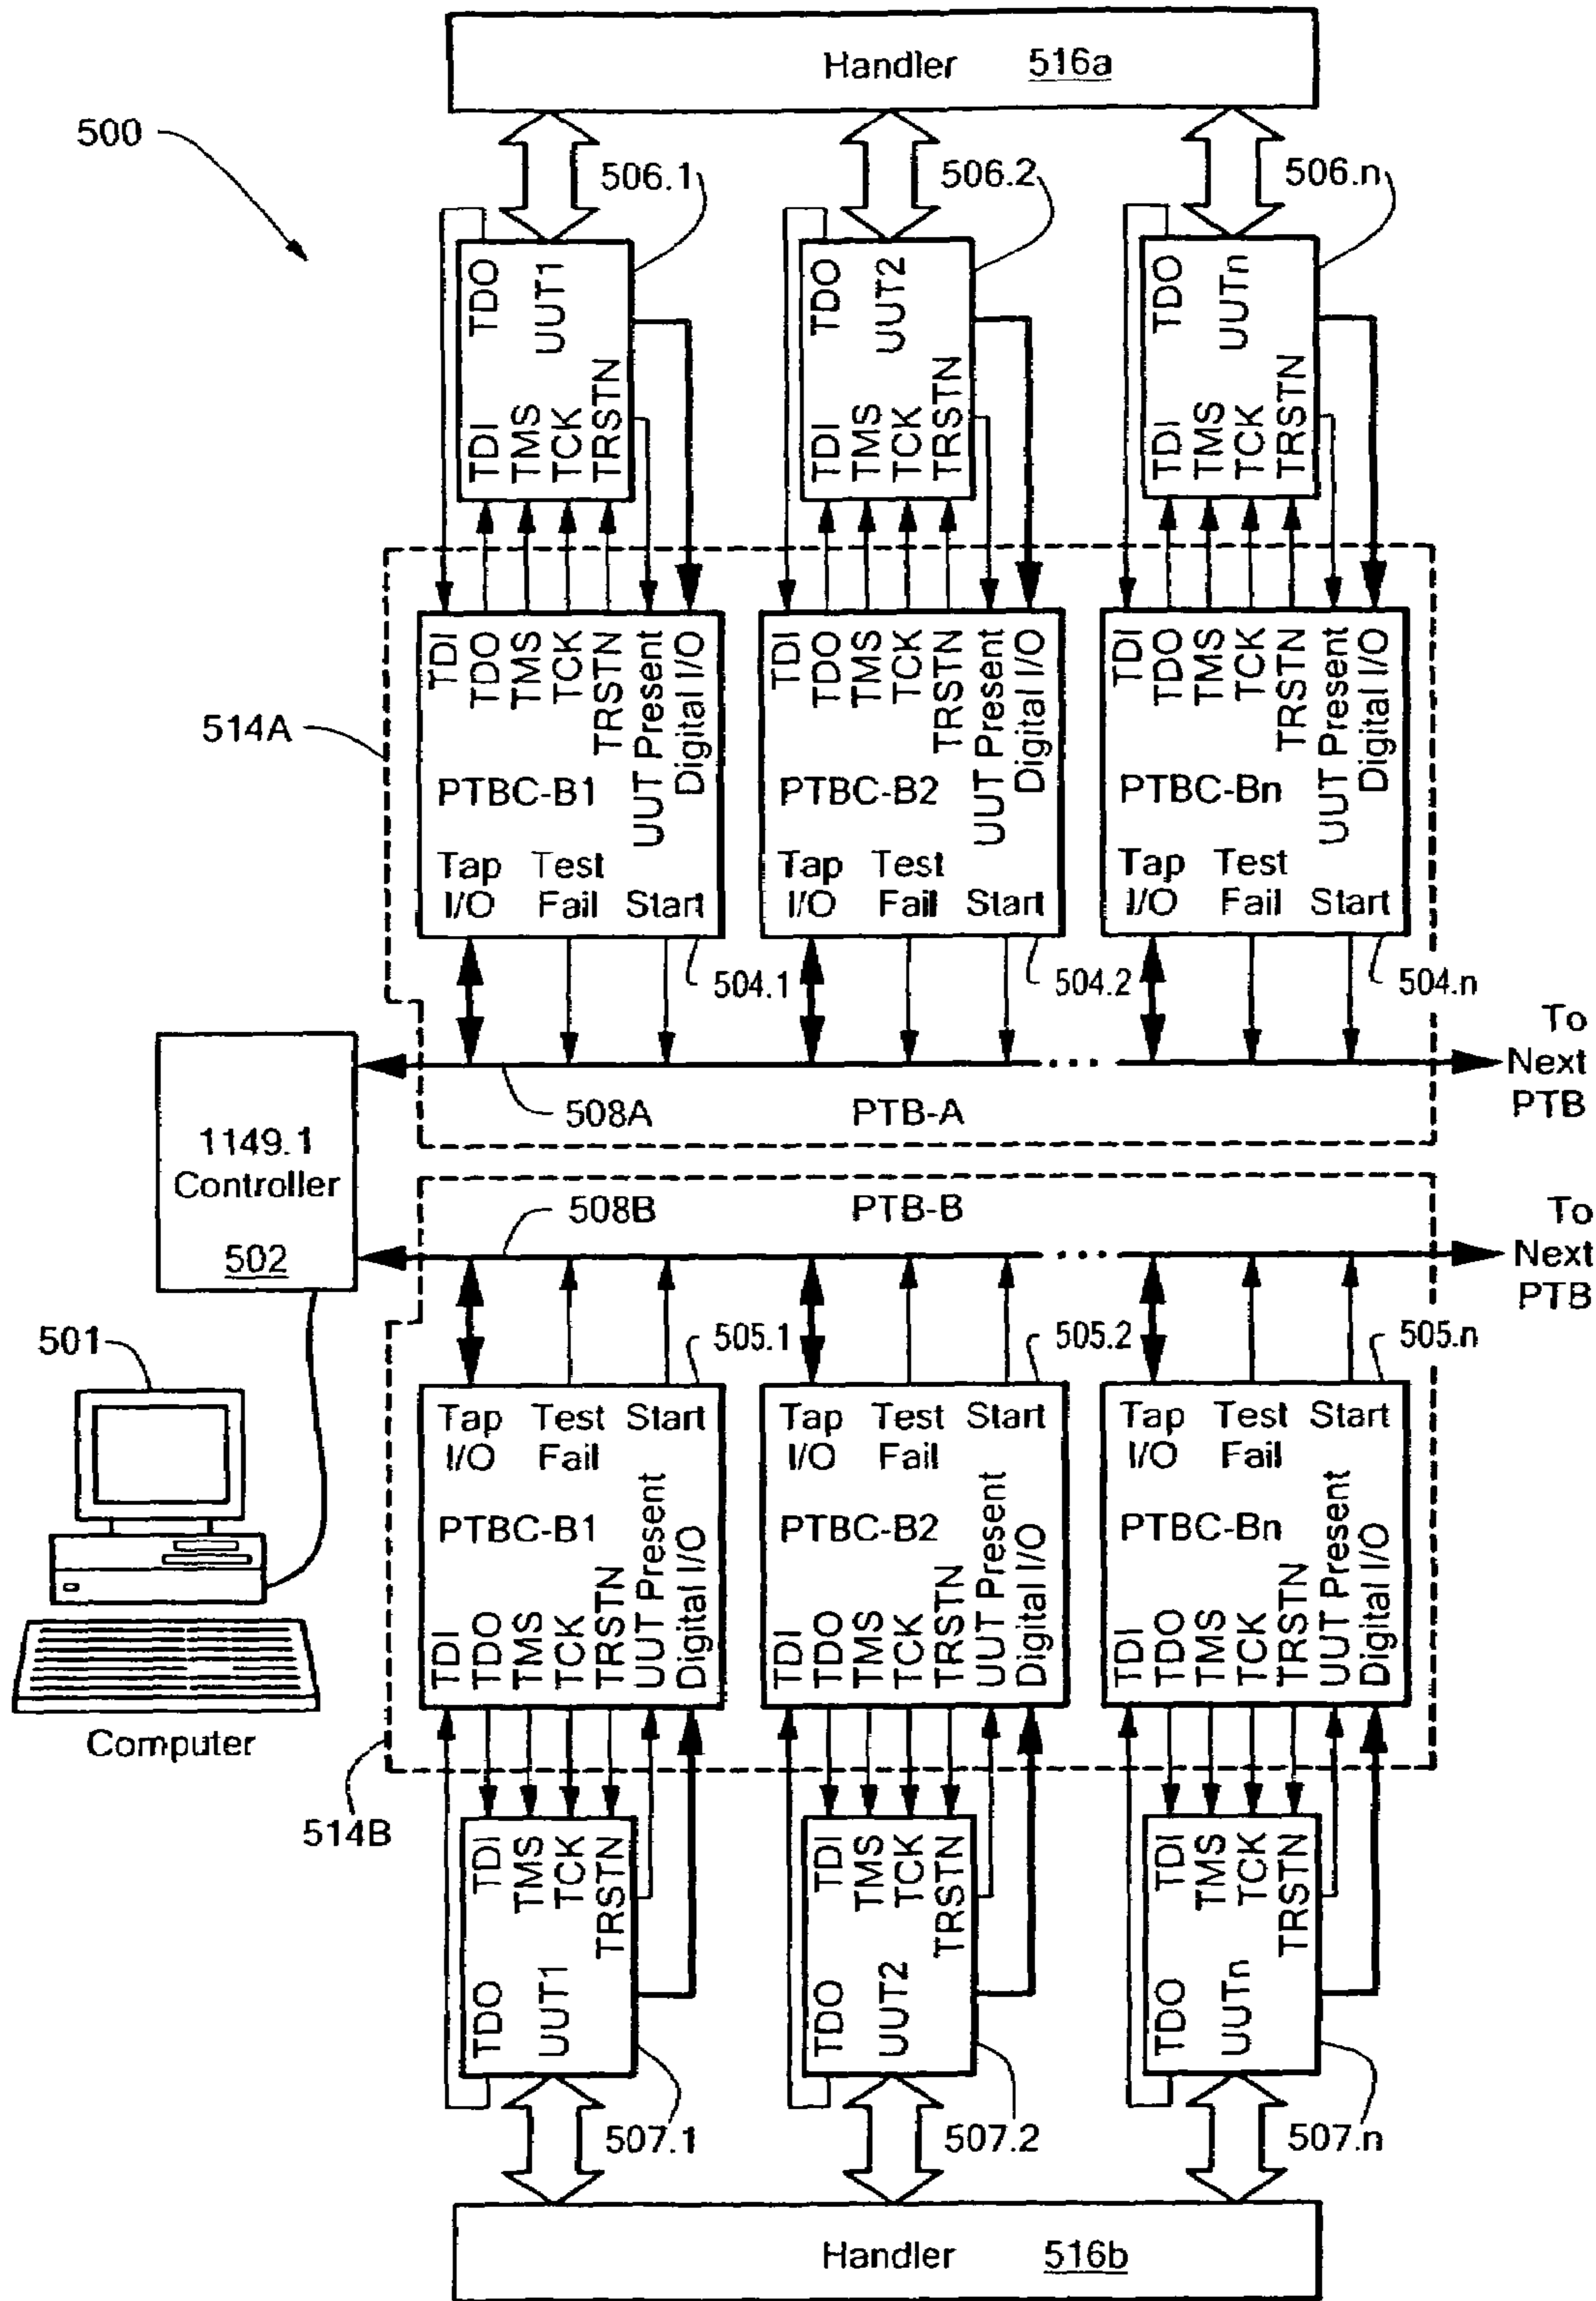 Handler 516a
500
506.1
506.2
506.n
TDO
UUT1
TDI
TMS
TCK
TRSTN
TDO
UUT2
TDI
TMS
TCK
TRSTN
TDO
UUTn
TDI
TMS
TCK
TRSTN
514A
TDI
TDO
TMS
TCK
TRSTN
UUT Present
Digital I/O
PTBC-B1
Tap I/O
Test Fail
Start
504.1
TDI
TDO
TMS
TCK
TRSTN
UUT Present
Digital I/O
PTBC-B2
Tap I/O
Test Fail
Start
504.2
TDI
TDO
TMS
TCK
TRSTN
UUT Present
Digital I/O
PTBC-Bn
Tap I/O
Test Fail
Start
504.n
To
Next
PTB
508A
PTB-A
1149.1
Controller
502
508B
PTB-B
To
Next
PTB
501
Computer
505.1
Tap I/O
Test Fail
Start
PTBC-B1
TDI
TDO
TMS
TCK
TRSTN
UUT Present
Digital I/O
505.2
Tap I/O
Test Fail
Start
PTBC-B2
TDI
TDO
TMS
TCK
TRSTN
UUT Present
Digital I/O
505.n
Tap I/O
Test Fail
Start
PTBC-Bn
TDI
TDO
TMS
TCK
TRSTN
UUT Present
Digital I/O
514B
TDI
TMS
TCK
TRSTN
TDO
UUT1
TDI
TMS
TCK
TRSTN
TDO
UUT2
TDI
TMS
TCK
TRSTN
TDO
UUTn
507.1
507.2
507.n
Handler 516b